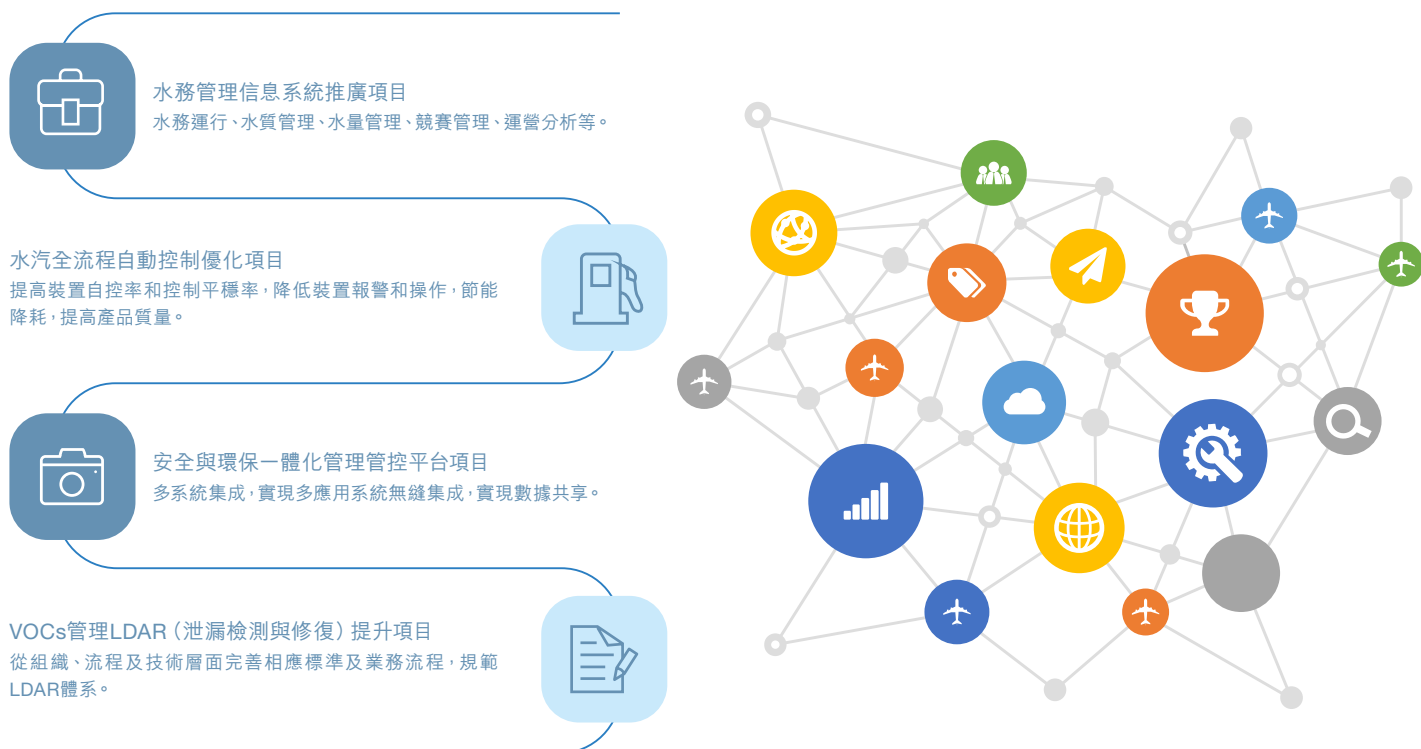 水務管理信息系統推廣項目
水務運行、水質管理、水量管理、競賽管理、運營分析等。
水汽全流程自動控制優化項目
提高裝置自控率和控制平穩率，降低裝置報警和操作，節能
降耗，提高產品質量。
安全與環保一體化管理管控平台項目
多系統集成，實現多應用系統無縫集成，實現數據共享。
VOCs管理LDAR（泄漏檢測與修復）提升項目
從組織、流程及技術層面完善相應標準及業務流程，規範
LDAR體系。